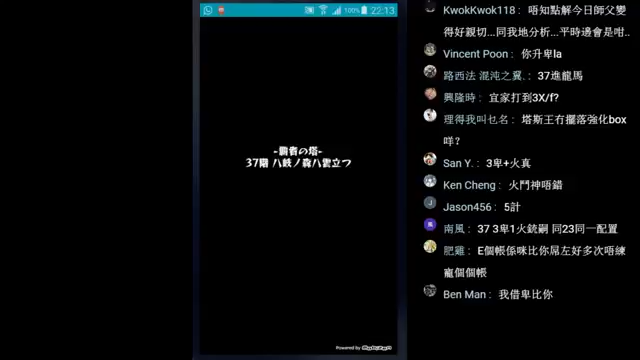 100% 22:13
-覇者の塔-
37階 八岐ノ森八雲立つ
Powered by
KwokKwok118 : 唔知點解今日師父變
得好親切...同我地分析...平時邊會是咁..
Vincent Poon : 你升卑la
路西法 混沌之翼. : 37進龍馬
興隆時 : 宜家打到3X/f?
理得我叫乜名 : 塔斯王冇擺落強化box
咩?
San Y. : 3卑+火真
Ken Cheng : 火鬥神唔錯
Jason456 : 5計
南風 : 37 3卑1火銃嗣 同23同一配置
肥雞 : E個帳係咪比你屌左好多次唔練
寵個個帳
Ben Man : 我借卑比你